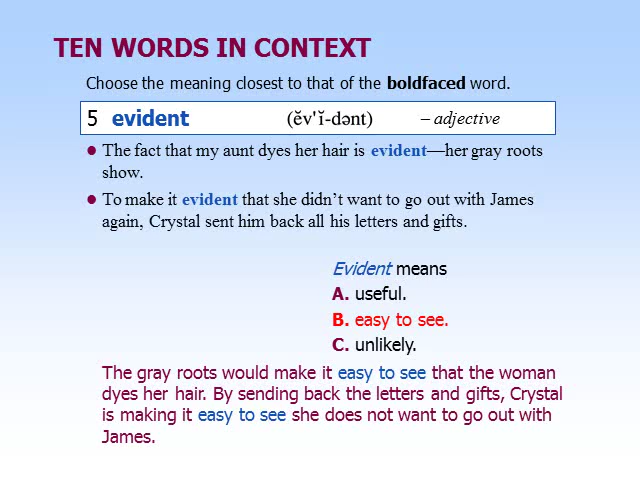 TEN WORDS IN CONTEXT
Choose the meaning closest to that of the boldfaced word.
5 evident (ĕv'ĭ-dənt) – adjective
● The fact that my aunt dyes her hair is evident—her gray roots
show.
● To make it evident that she didn't want to go out with James
again, Crystal sent him back all his letters and gifts.
Evident means
A. useful.
B. easy to see.
C. unlikely.
The gray roots would make it easy to see that the woman
dyes her hair. By sending back the letters and gifts, Crystal
is making it easy to see she does not want to go out with
James.